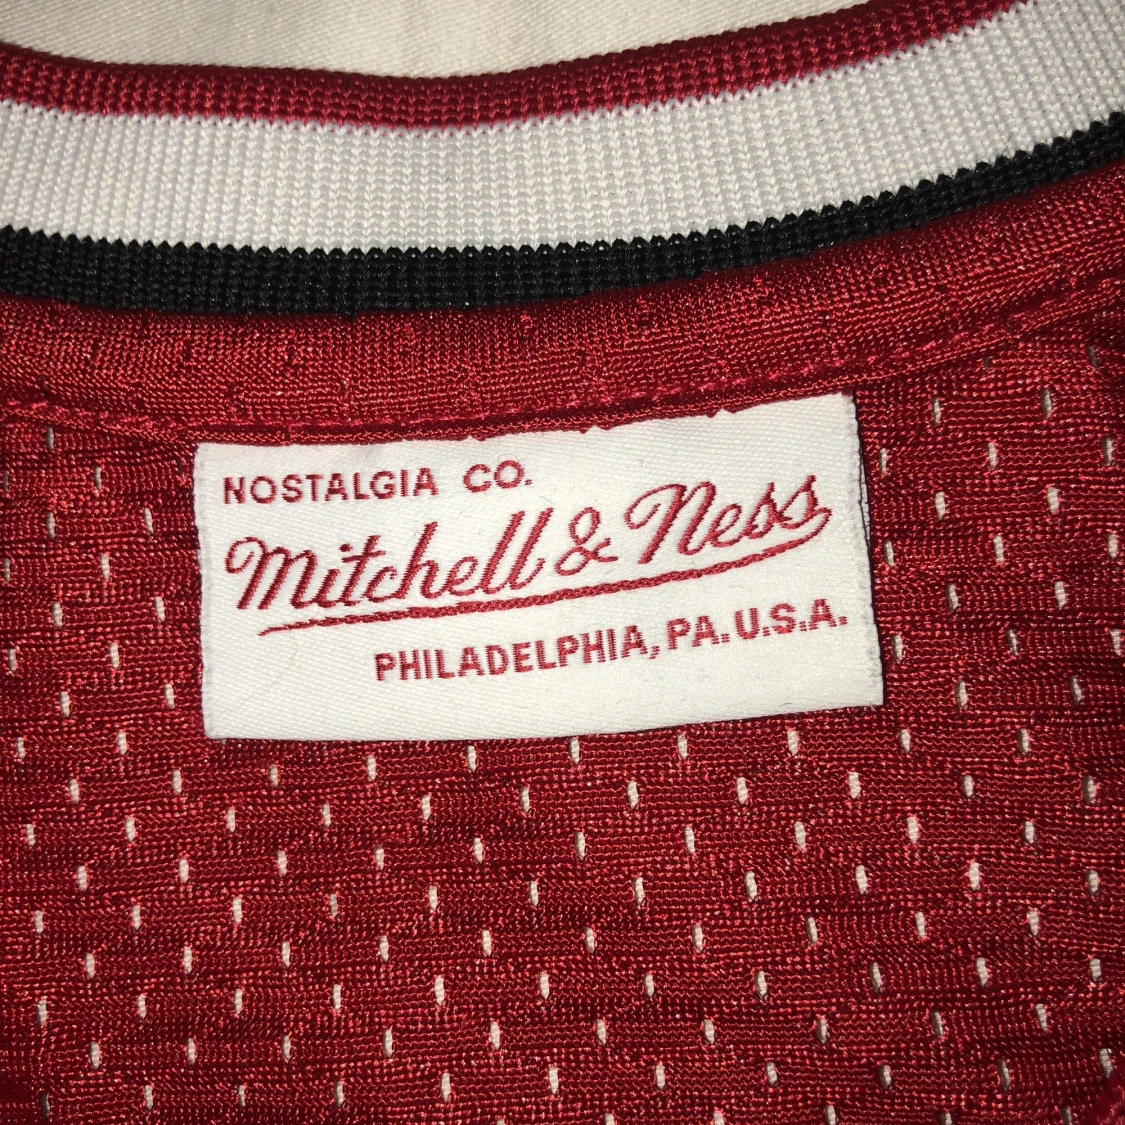 NOSTALGIA CO.
Mitchell & Ness
PHILADELPHIA, PA. U.S.A.